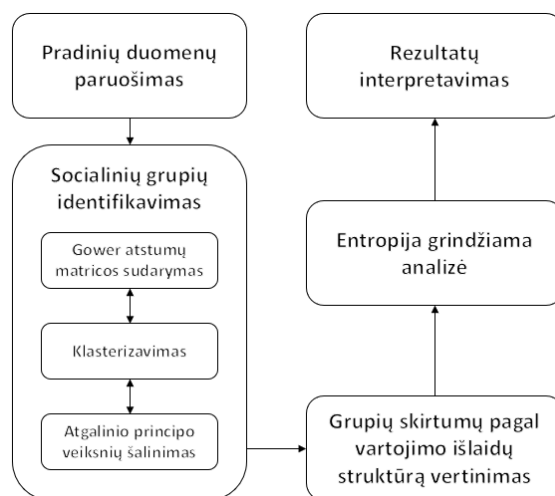 Pradinių duomenų
paruošimas
Socialinių grupių
identifikavimas
Gower atstumų
matricos sudarymas
Klasterizavimas
Atgalinio principo
veiksnių šalinimas
Grupių skirtumų pagal
vartojimo išlaidų
struktūrą vertinimas
Entropija grindžiama
analizė
Rezultatų
interpretavimas